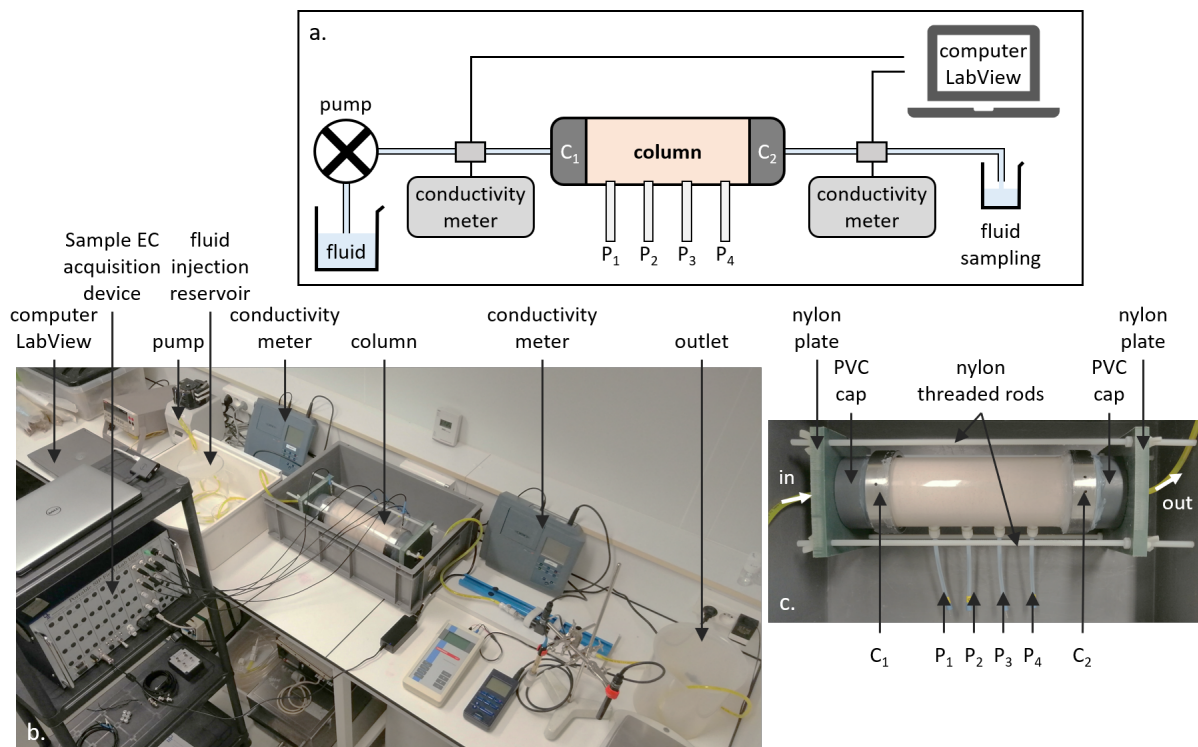 a.
computer
LabView
pump
C1
column
C2
conductivity
meter
conductivity
meter
fluid
P1 P2 P3 P4
fluid
sampling
Sample EC
acquisition
device
fluid
injection
reservoir
computer
LabView
pump
conductivity
meter
column
conductivity
meter
outlet
nylon
plate
nylon
plate
PVC
cap
nylon
threaded rods
PVC
cap
in
out
b.
c.
C1
P1 P2 P3 P4
C2